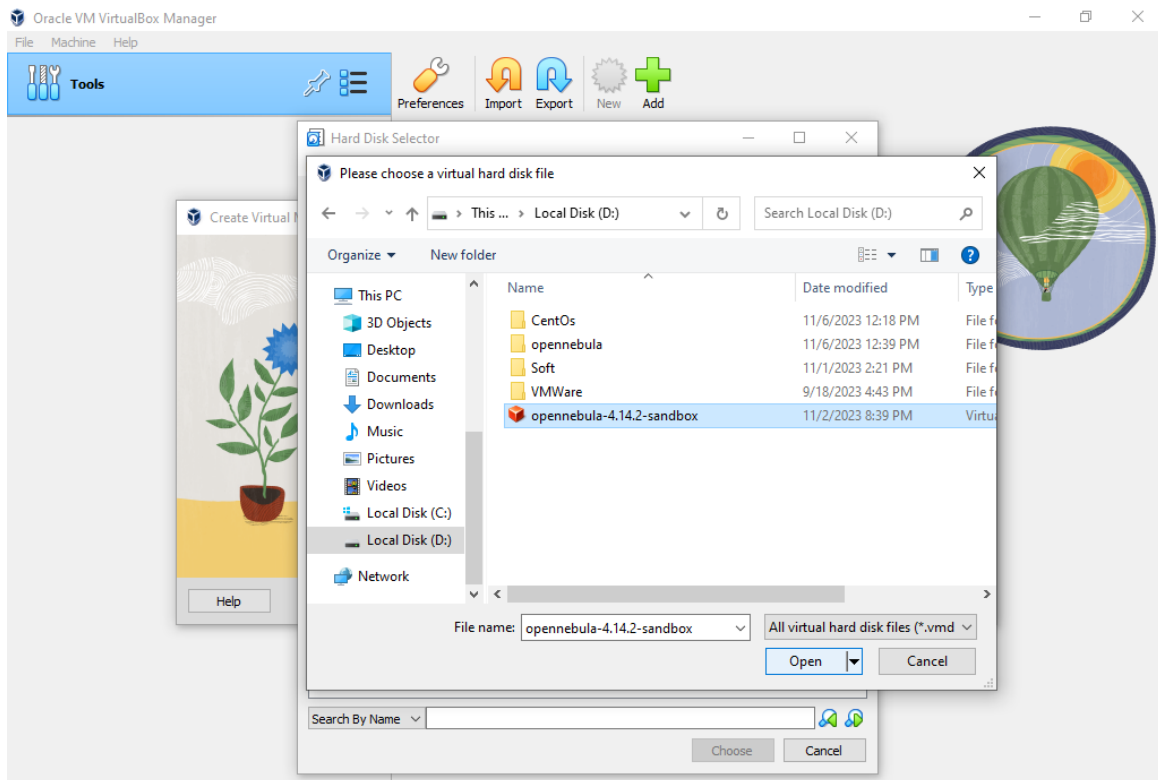 Oracle VM VirtualBox Manager
File Machine Help
Tools
Preferences Import Export New Add
Hard Disk Selector
Please choose a virtual hard disk file
Create Virtual
This ... › Local Disk (D:)
Search Local Disk (D:)
Organize New folder
Name Date modified Type
This PC
3D Objects
Desktop
Documents
Downloads
Music
Pictures
Videos
Local Disk (C:)
Local Disk (D:)
Network
CentOs 11/6/2023 12:18 PM File f
opennebula 11/6/2023 12:39 PM File f
Soft 11/1/2023 2:21 PM File f
VMWare 9/18/2023 4:43 PM File f
opennebula-4.14.2-sandbox 11/2/2023 8:39 PM Virtu
Help
File name: opennebula-4.14.2-sandbox All virtual hard disk files (*.vmd
Open Cancel
Search By Name
Choose Cancel